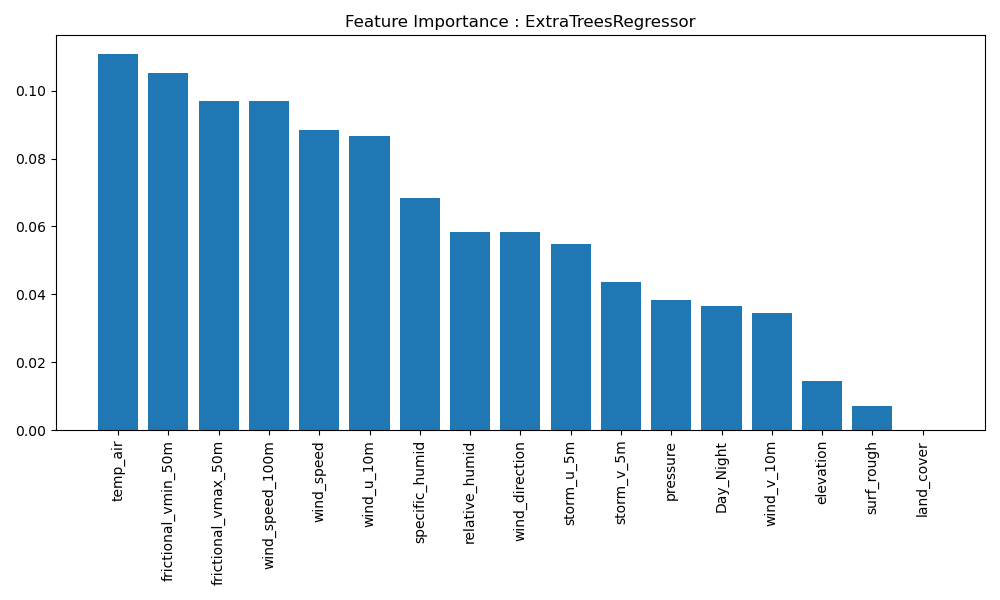 Feature Importance : ExtraTreesRegressor
0.10
0.08
0.06
0.04
0.02
0.00
temp_air
frictional_vmin_50m
frictional_vmax_50m
wind_speed_100m
wind_speed
wind_u_10m
specific_humid
relative_humid
wind_direction
storm_u_5m
storm_v_5m
pressure
Day_Night
wind_v_10m
elevation
surf_rough
land_cover